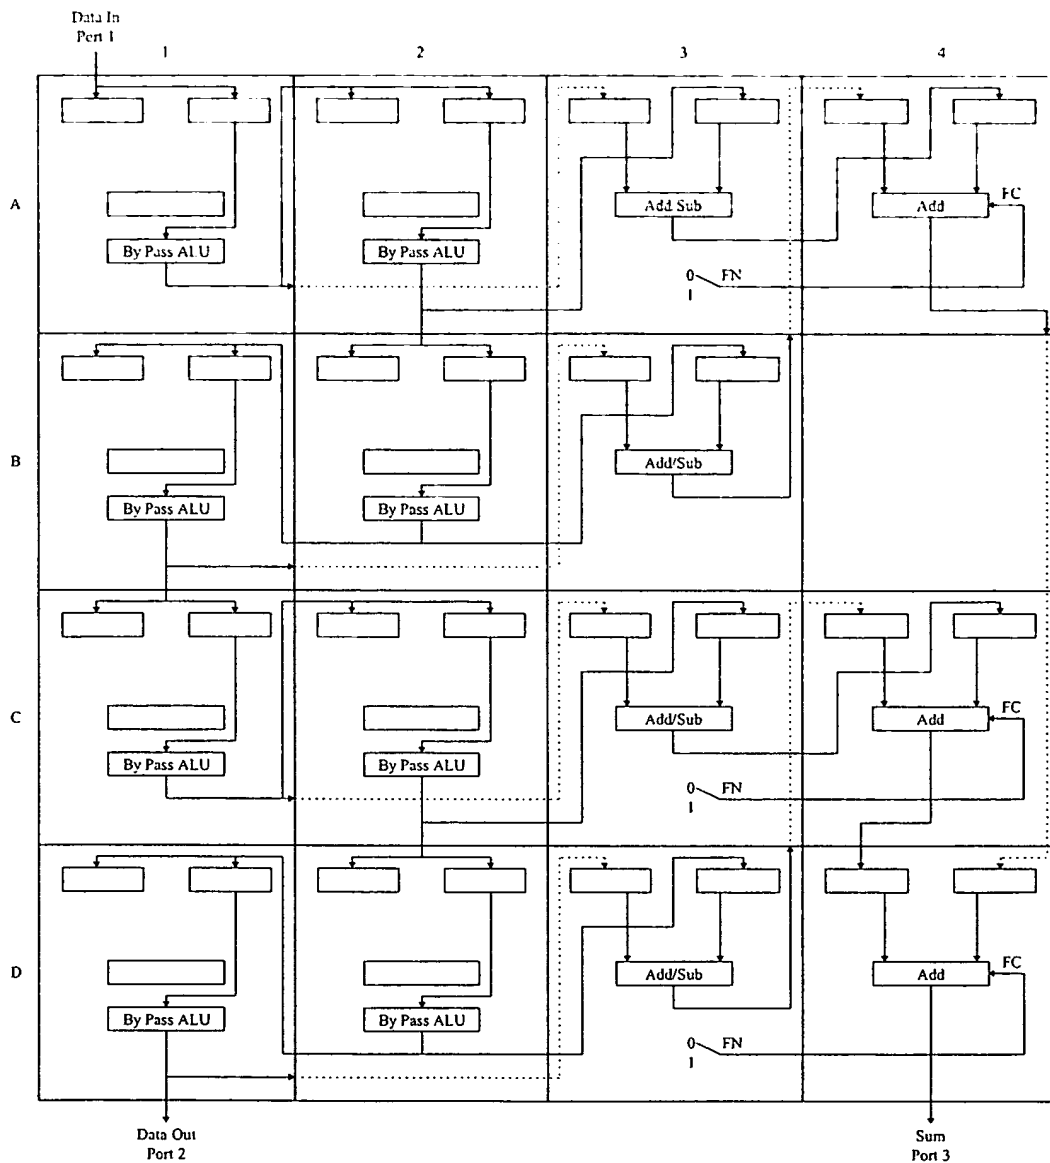 Data In
Port 1
1
2
3
4
A
Add Sub
Add
FC
By Pass ALU
By Pass ALU
0
FN
1
B
Add/Sub
By Pass ALU
By Pass ALU
C
Add/Sub
Add
FC
By Pass ALU
By Pass ALU
0
FN
1
D
Add/Sub
Add
FC
By Pass ALU
By Pass ALU
0
FN
1
Data Out
Port 2
Sum
Port 3